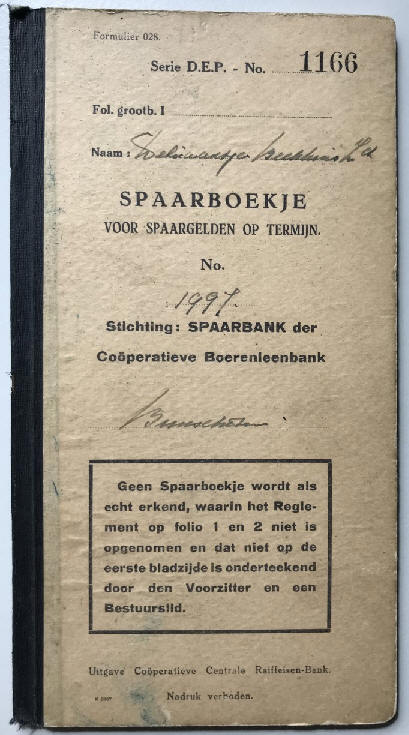 Formulier 028.
Serie D.E.P. - No. 1166
Fol. grootb. I
Naam :
SPAARBOEKJE
VOOR SPAARGELDEN OP TERMIJN.
No.
1997
Stichting: SPAARBANK der
Coöperatieve Boerenleenbank
Bunschoten
Geen Spaarboekje wordt als
echt erkend, waarin het Regle-
ment op folio 1 en 2 niet is
opgenomen en dat niet op de
eerste bladzijde is onderteekend
door den Voorzitter en een
Bestuurslid.
Uitgave Coöperatieve Centrale Raiffeisen-Bank.
Nadruk verboden.